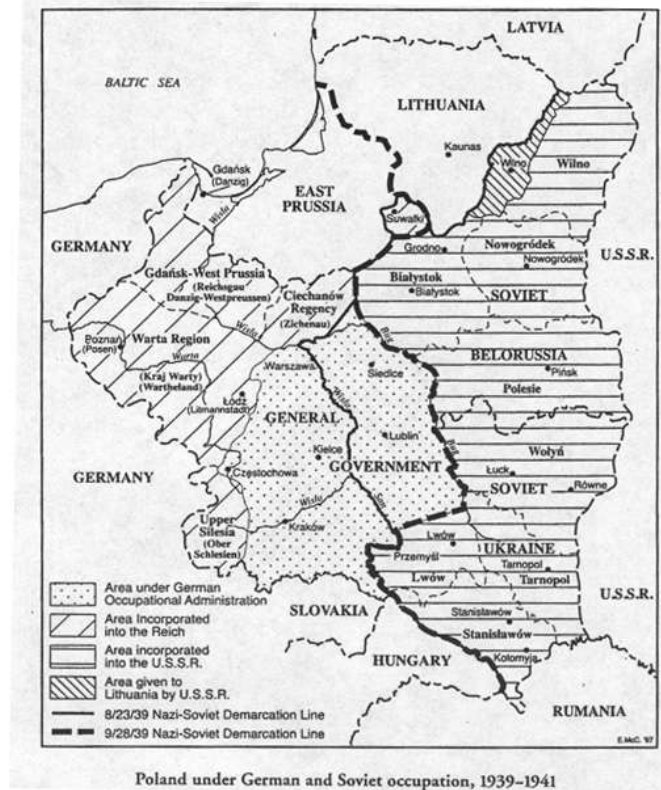 LATVIA
BALTIC SEA
LITHUANIA
Kaunas
Wilno
Wilno
Gdańsk
(Danzig)
EAST
PRUSSIA
Suwałki
Wisła
GERMANY
Grodno
Nowogródek
Nowogródek
U.S.S.R.
Gdańsk-West Prussia
(Reichsgau
Danzig-Westpreussen)
Ciechanów
Regency
(Zichenau)
Białystok
Białystok
SOVIET
Bug
Poznań
(Posen)
Warta Region
Wisła
Warta
(Kraj Warty)
(Wartheland)
Warszawa
Siedlce
BELORUSSIA
Pińsk
Polesie
Łódź
(Litmannstadt)
GENERAL
Wisła
Lublin
Bug
Wołyń
Kielce
GOVERNMENT
Łuck
SOVIET
Równe
GERMANY
Częstochowa
Wisła
San
Upper
Silesia
(Ober
Schlesien)
Kraków
Lwów
UKRAINE
Przemyśl
Tarnopol
Lwów
Tarnopol
U.S.S.R.
SLOVAKIA
Stanisławów
Stanisławów
HUNGARY
Kołomyja
RUMANIA
Area under German
Occupational Administration
Area Incorporated
into the Reich
Area incorporated
into the U.S.S.R.
Area given to
Lithuania by U.S.S.R.
8/23/39 Nazi-Soviet Demarcation Line
9/28/39 Nazi-Soviet Demarcation Line
E.McC. '97
Poland under German and Soviet occupation, 1939–1941